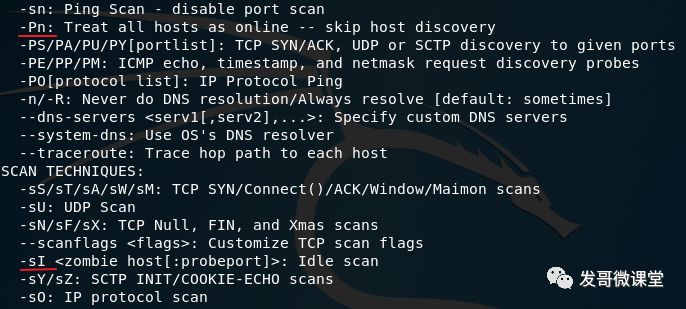 -sn: Ping Scan - disable port scan
-Pn: Treat all hosts as online -- skip host discovery
-PS/PA/PU/PY[portlist]: TCP SYN/ACK, UDP or SCTP discovery to given ports
-PE/PP/PM: ICMP echo, timestamp, and netmask request discovery probes
-PO[protocol list]: IP Protocol Ping
-n/-R: Never do DNS resolution/Always resolve [default: sometimes]
--dns-servers <serv1[,serv2],...>: Specify custom DNS servers
--system-dns: Use OS's DNS resolver
--traceroute: Trace hop path to each host
SCAN TECHNIQUES:
-sS/sT/sA/sW/sM: TCP SYN/Connect()/ACK/Window/Maimon scans
-sU: UDP Scan
-sN/sF/sX: TCP Null, FIN, and Xmas scans
--scanflags <flags>: Customize TCP scan flags
-sI <zombie host[:probeport]>: Idle scan
-sY/sZ: SCTP INIT/COOKIE-ECHO scans
-sO: IP protocol scan
发哥微课堂